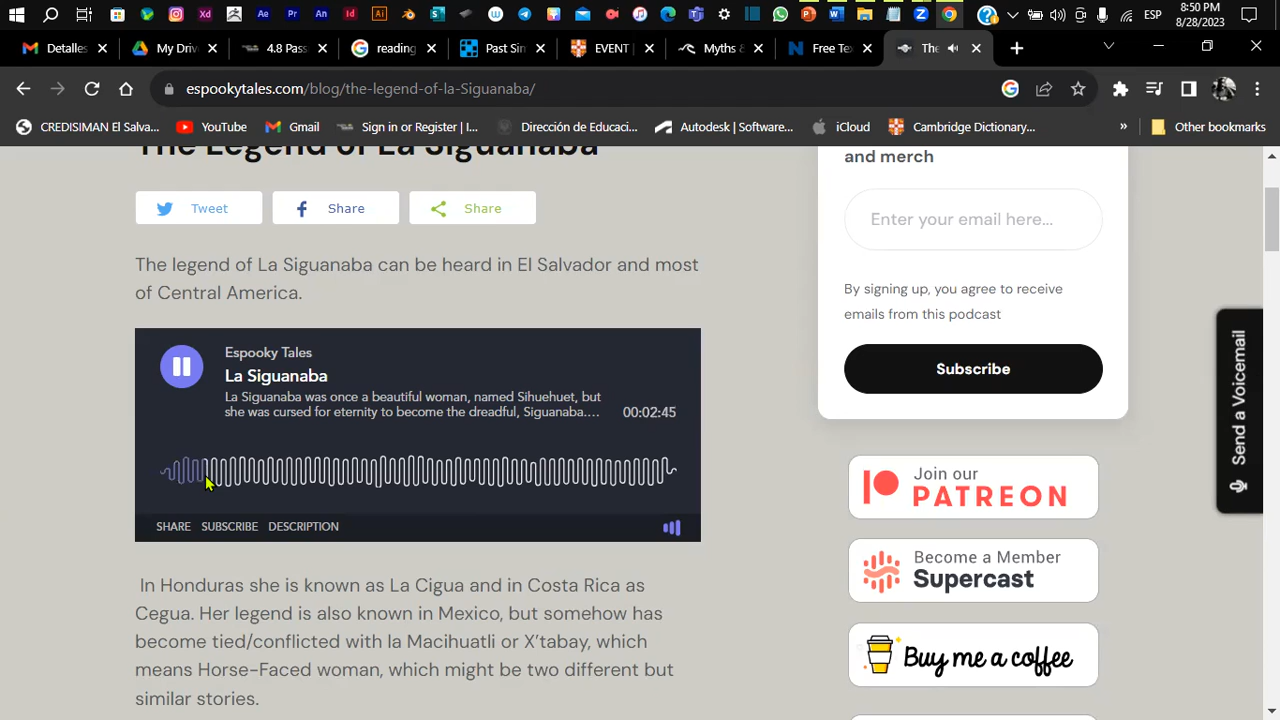 Xd
Ae
Pr
An
Id
Ai
ESP
8:50 PM
8/28/2023
Detalles
My Driv
4.8 Pass
reading
Past Sim
EVENT |
Myths &
Free Te
The
espookytales.com/blog/the-legend-of-la-Siguanaba/
CREDISIMAN El Salva...
YouTube
Gmail
Sign in or Register | I...
Dirección de Educaci...
Autodesk | Software...
iCloud
Cambridge Dictionary...
»
Other bookmarks
The Legend of La Siguanaba
Tweet
Share
Share
The legend of La Siguanaba can be heard in El Salvador and most
of Central America.
Espooky Tales
La Siguanaba
La Siguanaba was once a beautiful woman, named Sihuehuet, but
she was cursed for eternity to become the dreadful, Siguanaba....
00:02:45
SHARE SUBSCRIBE DESCRIPTION
In Honduras she is known as La Cigua and in Costa Rica as
Cegua. Her legend is also known in Mexico, but somehow has
become tied/conflicted with la Macihuatli or X’tabay, which
means Horse-Faced woman, which might be two different but
similar stories.
and merch
Enter your email here...
By signing up, you agree to receive
emails from this podcast
Subscribe
Join our
PATREON
Become a Member
Supercast
Buy me a coffee
Send a Voicemail